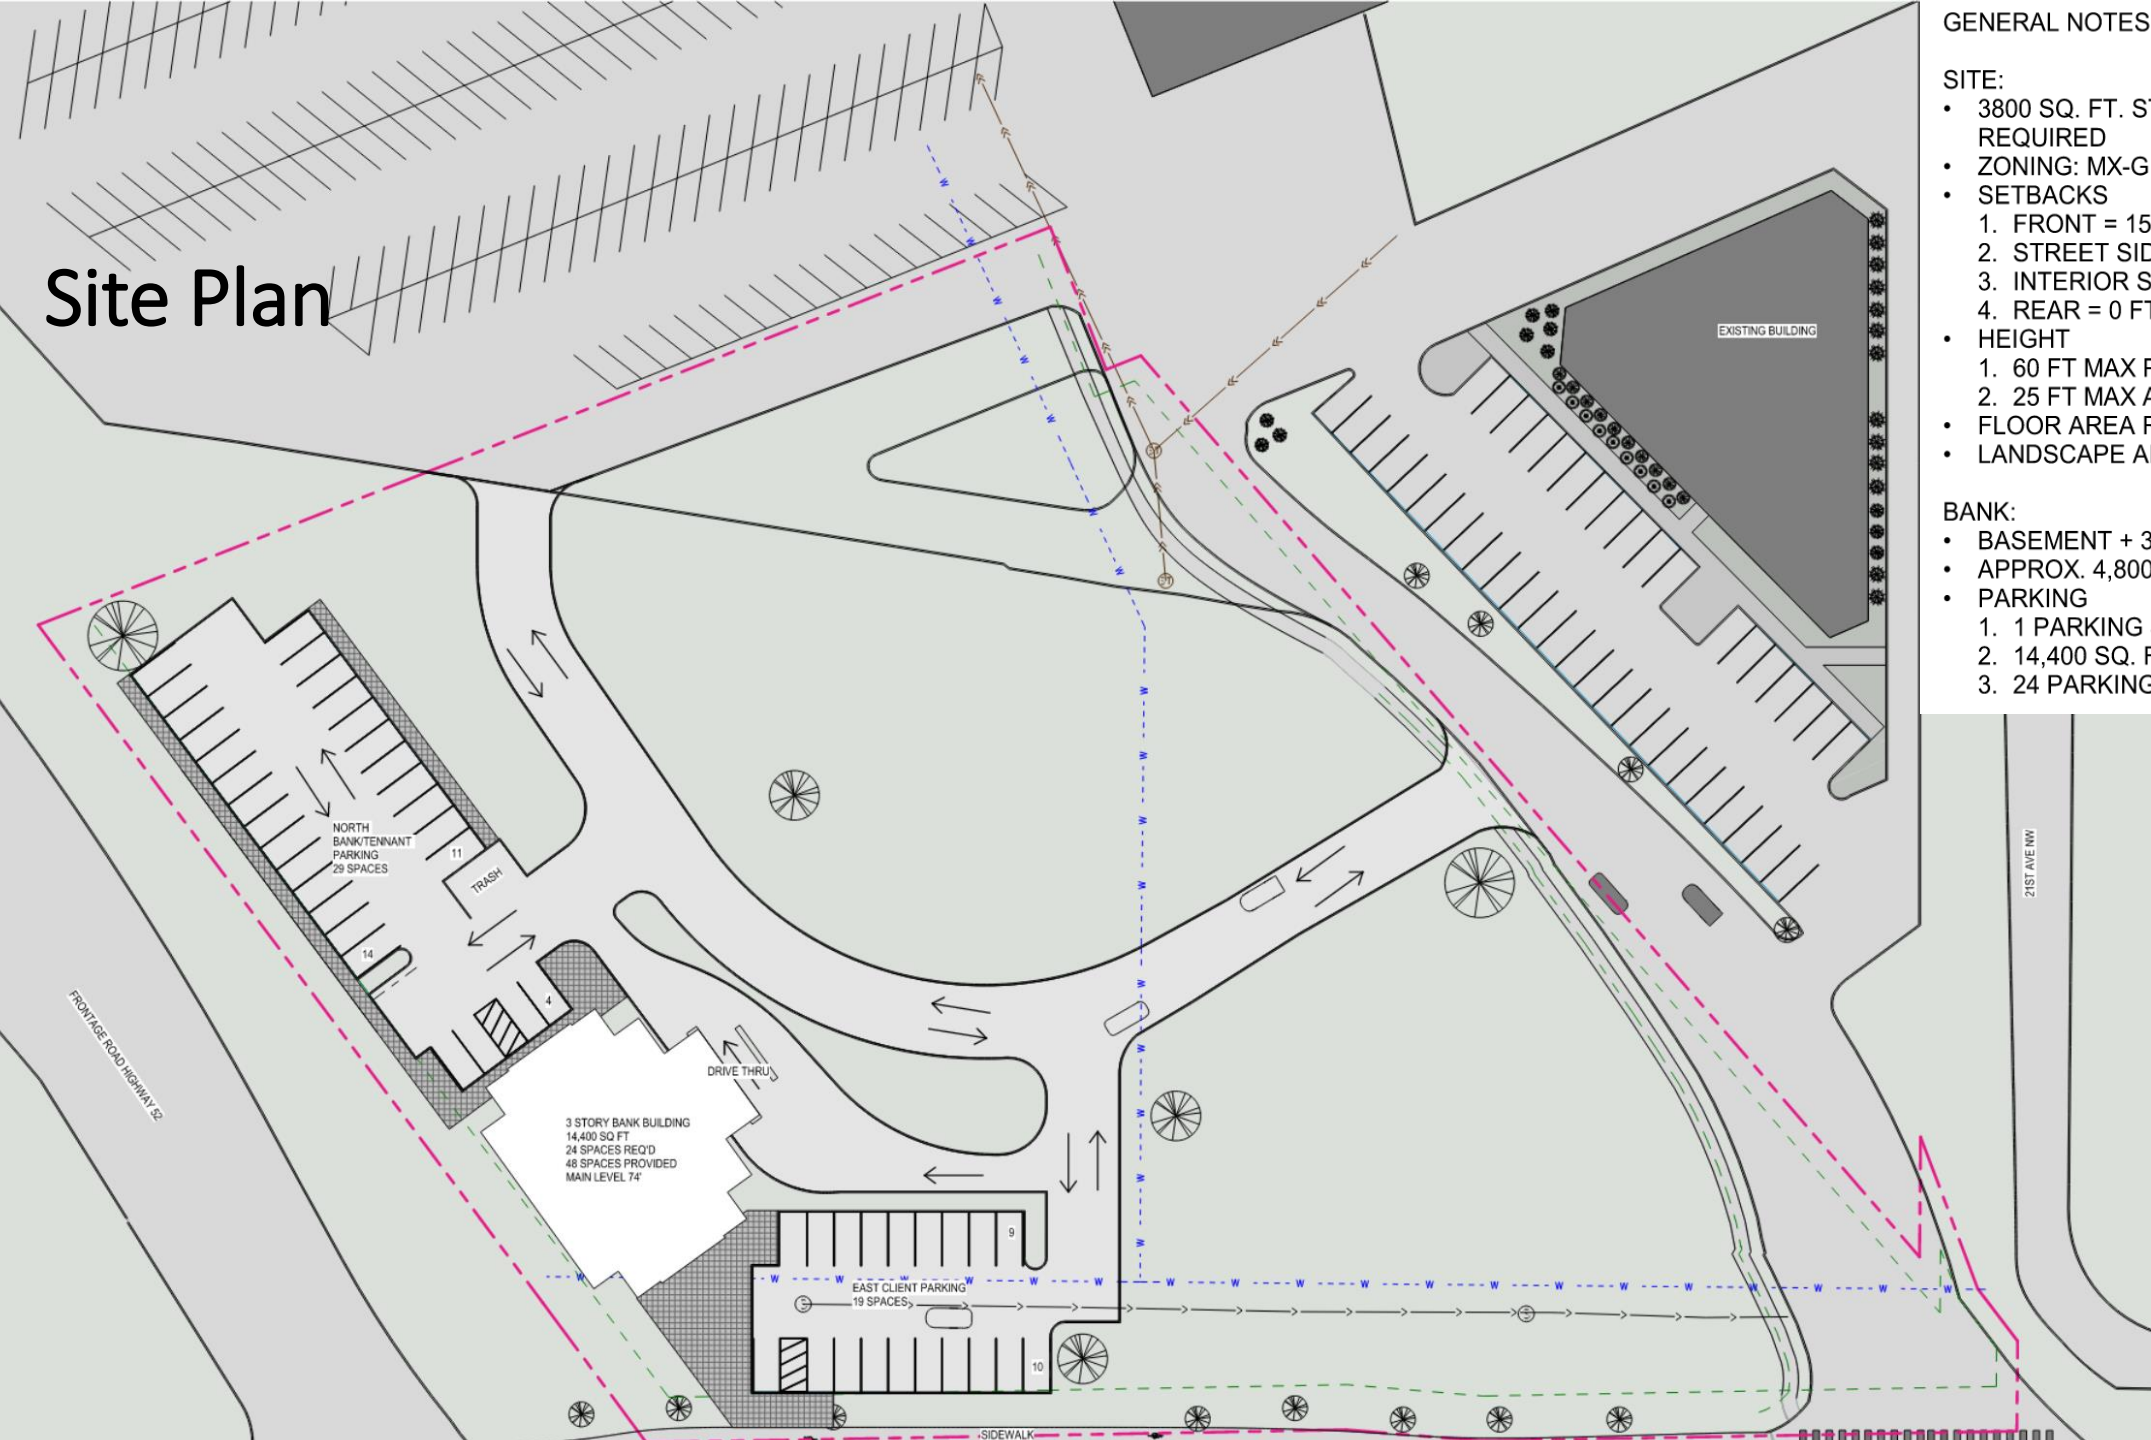 Site Plan
GENERAL NOTES
SITE:
• 3800 SQ. FT. ST
REQUIRED
• ZONING: MX-G
• SETBACKS
1. FRONT = 15
2. STREET SID
3. INTERIOR S
4. REAR = 0 FT
• HEIGHT
1. 60 FT MAX
2. 25 FT MAX
• FLOOR AREA
• LANDSCAPE
BANK:
• BASEMENT + 3
• APPROX. 4,800
• PARKING
1. 1 PARKING
2. 14,400 SQ.
3. 24 PARKING
EXISTING BUILDING
21ST AVE NW
NORTH
BANK/TENNANT
PARKING
29 SPACES
11
TRASH
14
4
FRONTAGE ROAD HIGHWAY 52
DRIVE THRU
3 STORY BANK BUILDING
14,400 SQ FT
24 SPACES REQ'D
48 SPACES PROVIDED
MAIN LEVEL 74'
9
EAST CLIENT PARKING
19 SPACES
10
SIDEWALK